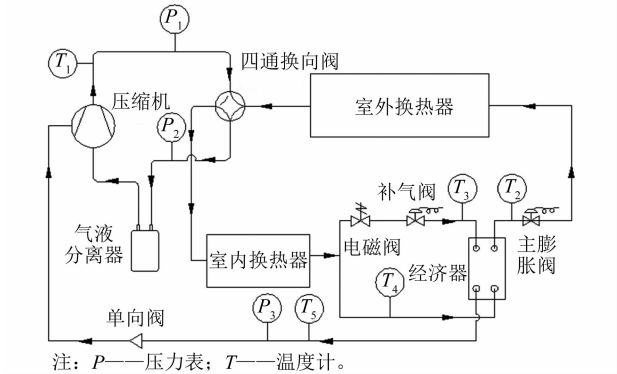 P₁
T₁
四通换向阀
压缩机
室外换热器
P₂
补气阀
T₃
T₂
气液
分离器
室内换热器
电磁阀
经济器
主膨
胀阀
T₄
单向阀
P₃
T₅
注：P——压力表；T——温度计。